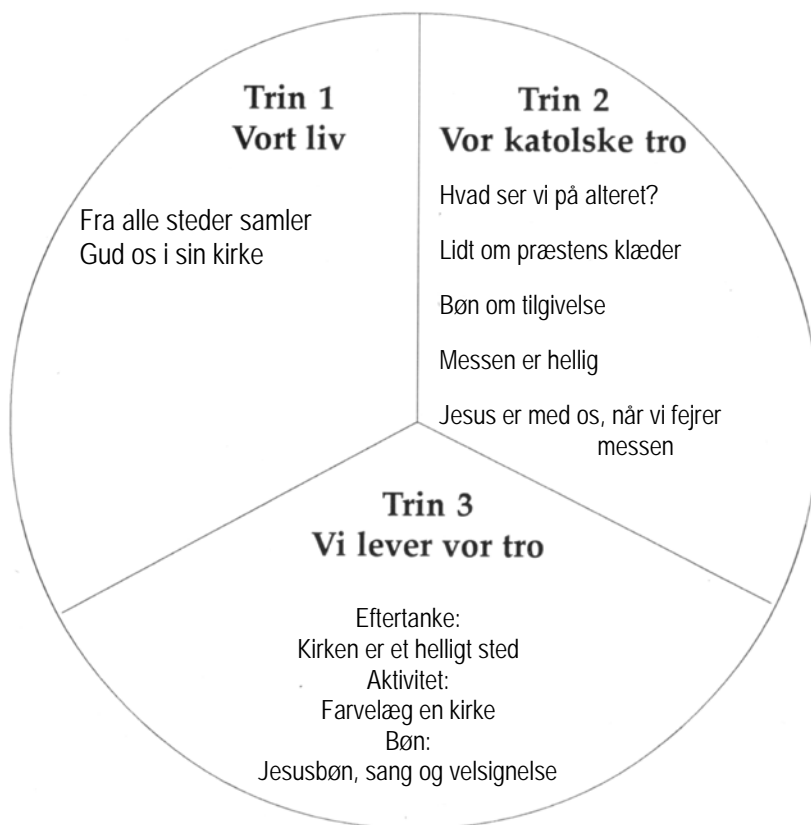 Trin 1
Vort liv
Fra alle steder samler
Gud os i sin kirke
Trin 2
Vor katolske tro
Hvad ser vi på alteret?
Lidt om præstens klæder
Bøn om tilgivelse
Messen er hellig
Jesus er med os, når vi fejrer
messen
Trin 3
Vi lever vor tro
Eftertanke:
Kirken er et helligt sted
Aktivitet:
Farvelæg en kirke
Bøn:
Jesusbøn, sang og velsignelse